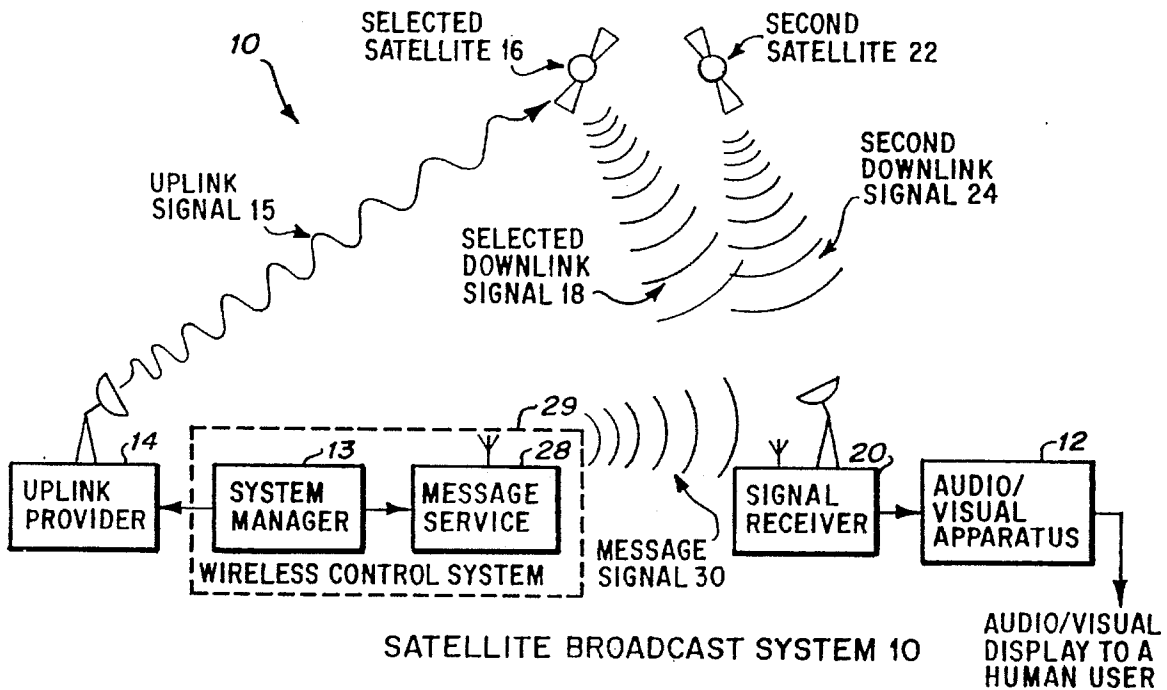 10
SELECTED
SATELLITE 16
SECOND
SATELLITE 22
UPLINK
SIGNAL 15
SECOND
DOWNLINK
SIGNAL 24
SELECTED
DOWNLINK
SIGNAL 18
14
UPLINK
PROVIDER
13
SYSTEM
MANAGER
29
28
MESSAGE
SERVICE
WIRELESS CONTROL SYSTEM
MESSAGE
SIGNAL 30
20
SIGNAL
RECEIVER
12
AUDIO/
VISUAL
APPARATUS
SATELLITE BROADCAST SYSTEM 10
AUDIO/VISUAL
DISPLAY TO A
HUMAN USER